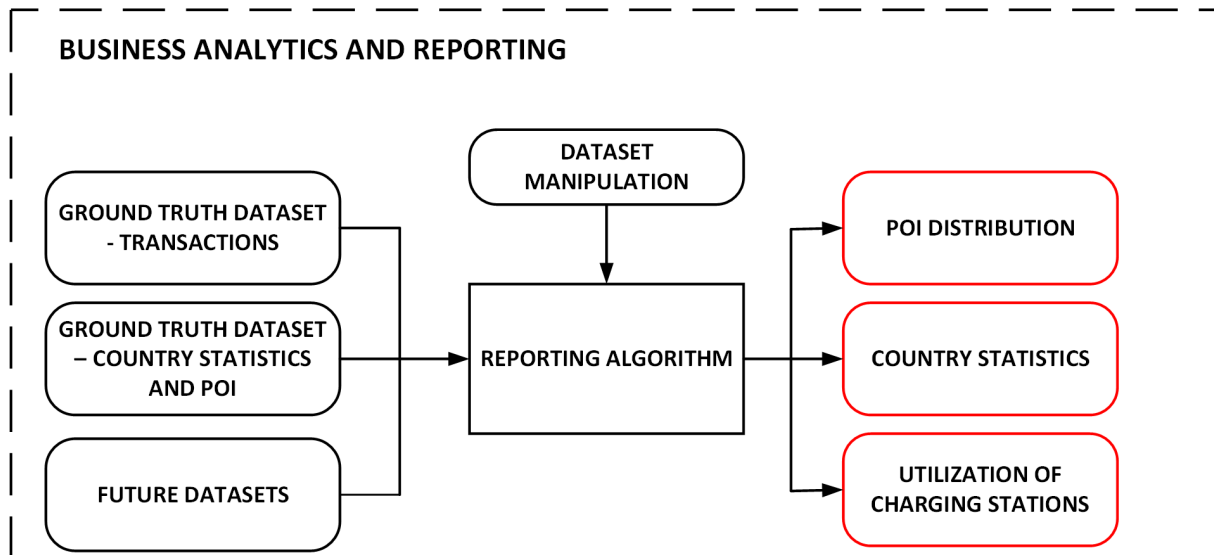 BUSINESS ANALYTICS AND REPORTING
DATASET
MANIPULATION
GROUND TRUTH DATASET
- TRANSACTIONS
GROUND TRUTH DATASET
– COUNTRY STATISTICS
AND POI
FUTURE DATASETS
REPORTING ALGORITHM
POI DISTRIBUTION
COUNTRY STATISTICS
UTILIZATION OF
CHARGING STATIONS